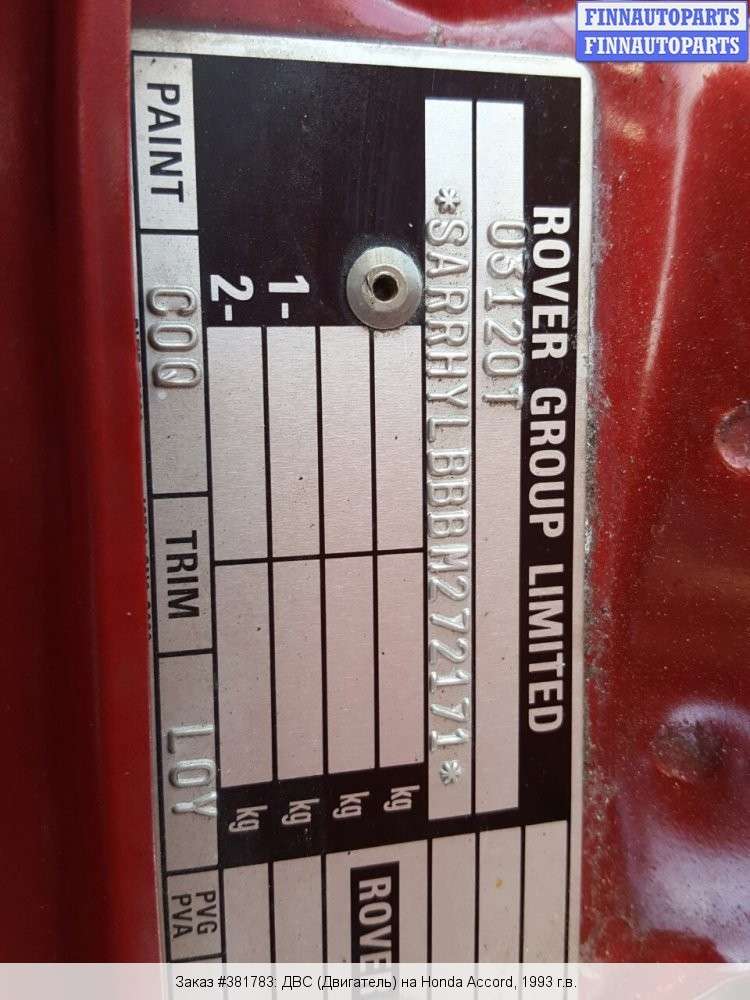 FINNAUTOPARTS
FINNAUTOPARTS
ROVER GROUP LIMITED
03120T
*SARRHYLBBBM272171*
kg
kg
1- kg
2- kg
PAINT COQ TRIM LOY PVG PVA
ROVE
Заказ #381783: ДВС (Двигатель) на Honda Accord, 1993 г.в.